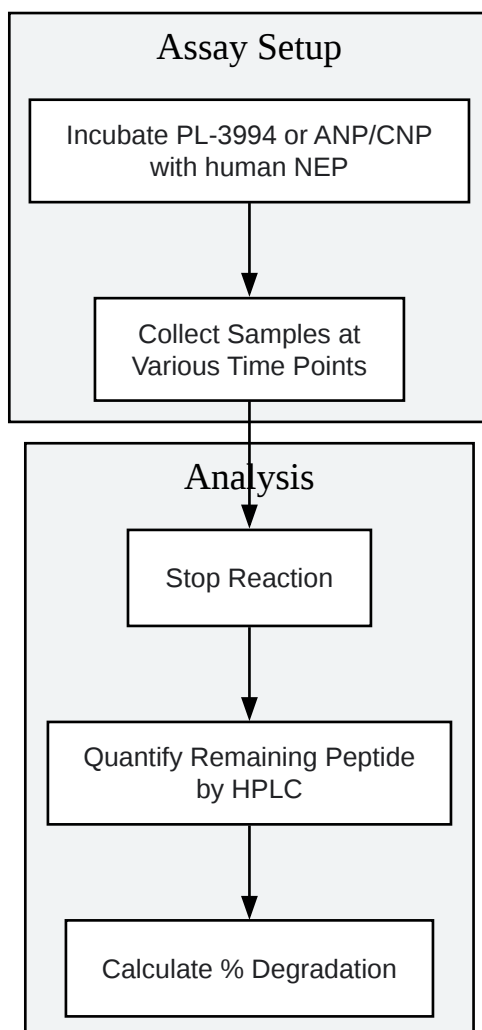 Assay Setup
Incubate PL-3994 or ANP/CNP
with human NEP
Collect Samples at
Various Time Points
Analysis
Stop Reaction
Quantify Remaining Peptide
by HPLC
Calculate % Degradation